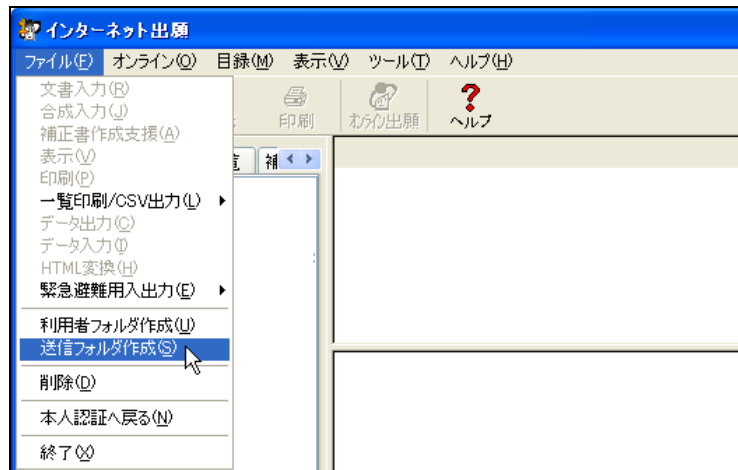 インターネット出願
ファイル(F) オンライン(O) 目録(M) 表示(V) ツール(T) ヘルプ(H)
文書入力(R)
合成入力(J)
補正書作成支援(A)
表示(V)
印刷(P)
一覧印刷/CSV出力(L)
データ出力(C)
データ入力(I)
HTML変換(H)
緊急避難用入出力(E)
利用者フォルダ作成(U)
送信フォルダ作成(S)
削除(D)
本人認証へ戻る(N)
終了(X)
印刷 オンライン出願 ヘルプ
補